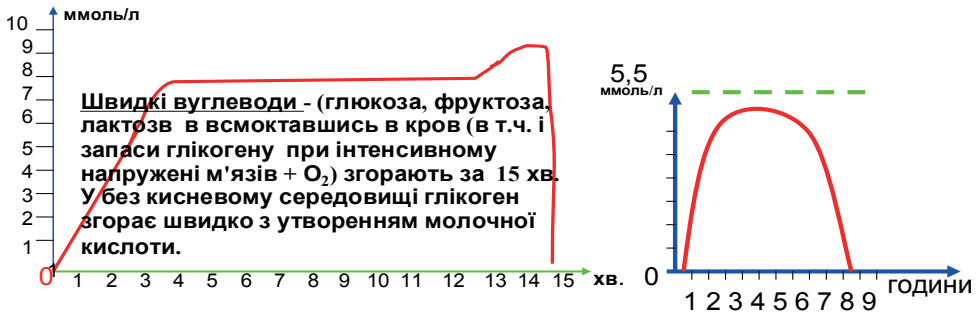 ммоль/л
10
9
8
7
6
5
4
3
2
1
0
Швидкі вуглеводи - (глюкоза, фруктоза,
лактозв в всмоктавшись в кров (в т.ч. і
запаси глікогену при інтенсивному
напружені м'язів + O₂) згорають за 15 хв.
У без кисневому середовищі глікоген
згорає швидко з утворенням молочної
кислоти.
1 2 3 4 5 6 7 8 9 10 11 12 13 14 15 хв.
5,5
ммоль/л
0
1 2 3 4 5 6 7 8 9
години